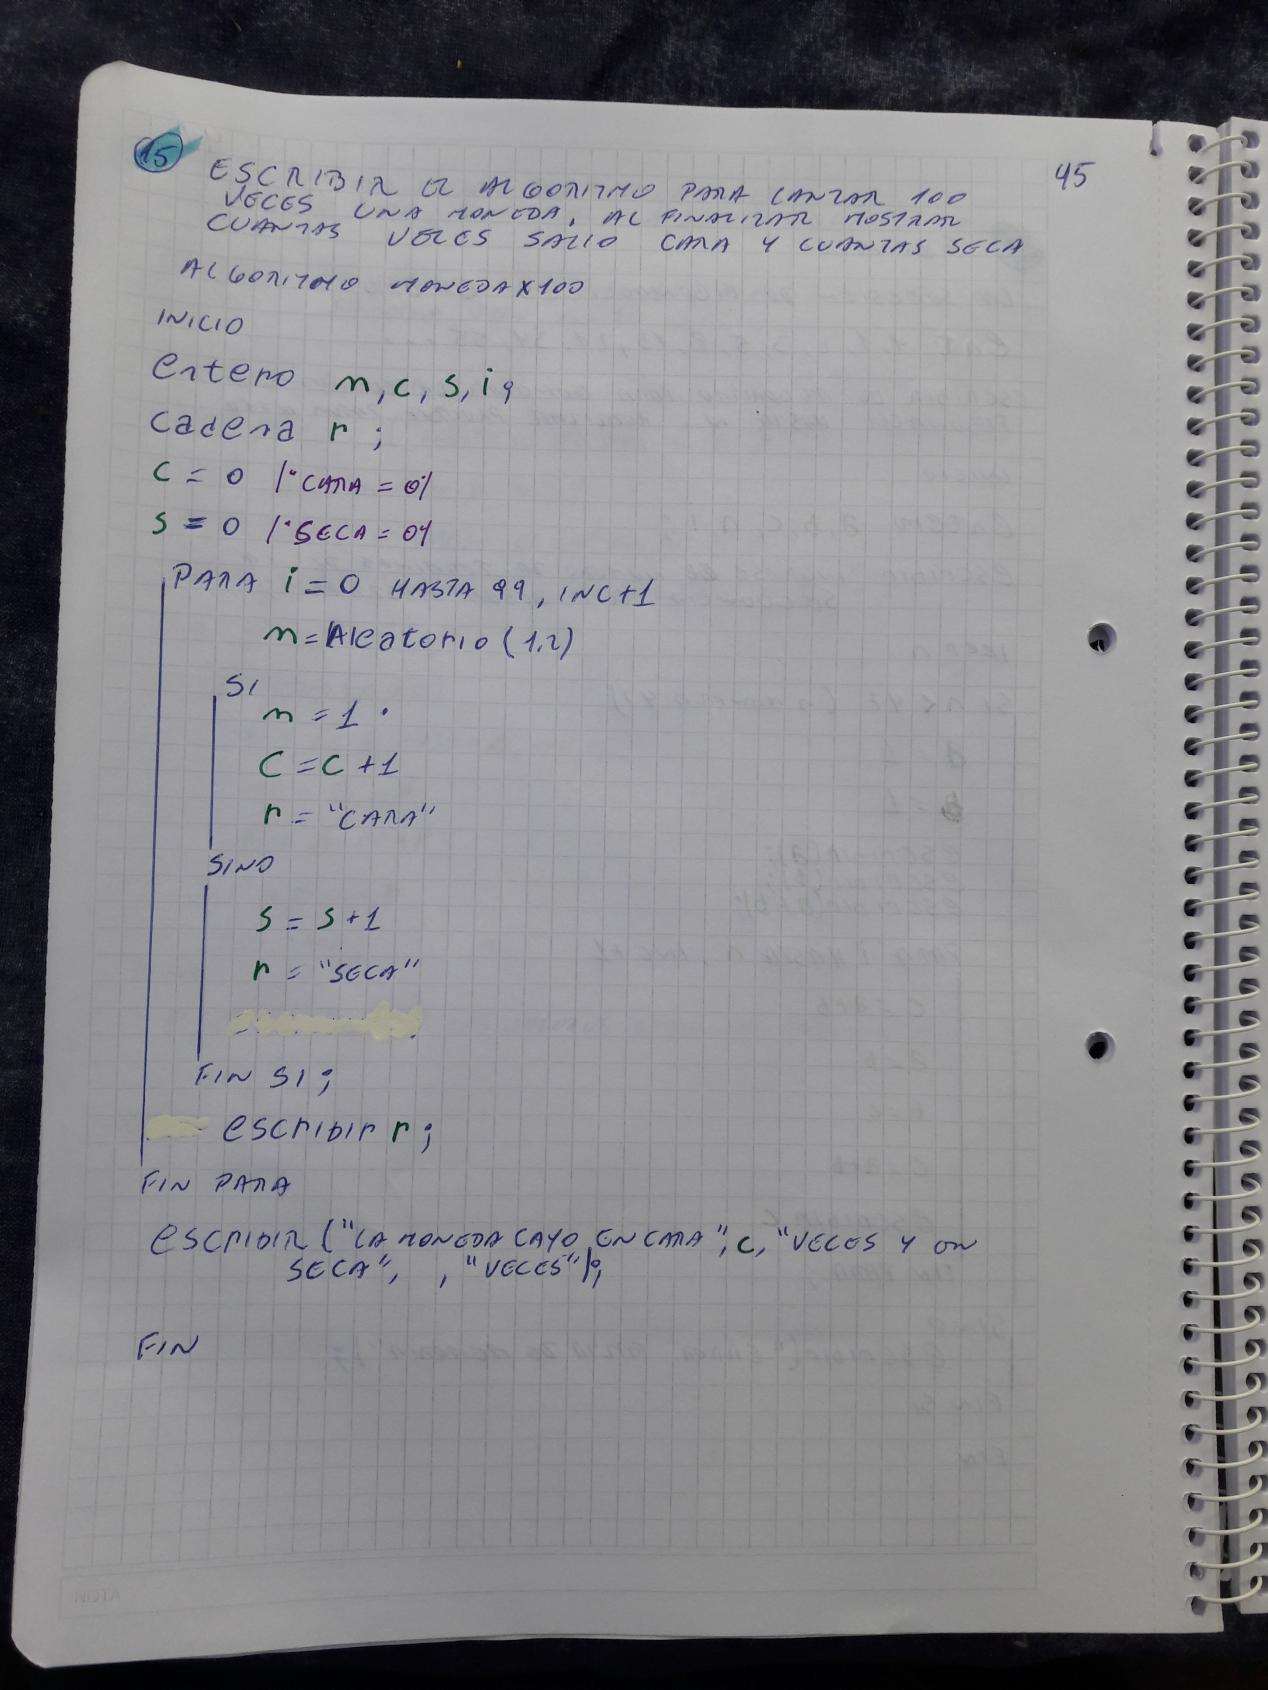 15
45
ESCRIBIR EL ALGORITMO PARA LANZAR 100
VECES UNA MONEDA, AL FINALIZAR MOSTRAR
CUANTAS VECES SALIO CARA Y CUANTAS SECA
ALGORITMO MONEDAX100
INICIO
entero n, c, s, i;
cadena r ;
c = 0 /* CARA = 0*/
s = 0 /* SECA = 0*/
PARA i = 0 HASTA 99, INC+1
n = Aleatorio (1,2)
SI
n = 1
C = C + 1
r = "CARA"
SINO
s = s + 1
r = "SECA"
FIN SI ;
escribir r ;
FIN PARA
escribir ("LA MONEDA CAYO EN CARA", c, "VECES Y EN
SECA", , "VECES");
FIN